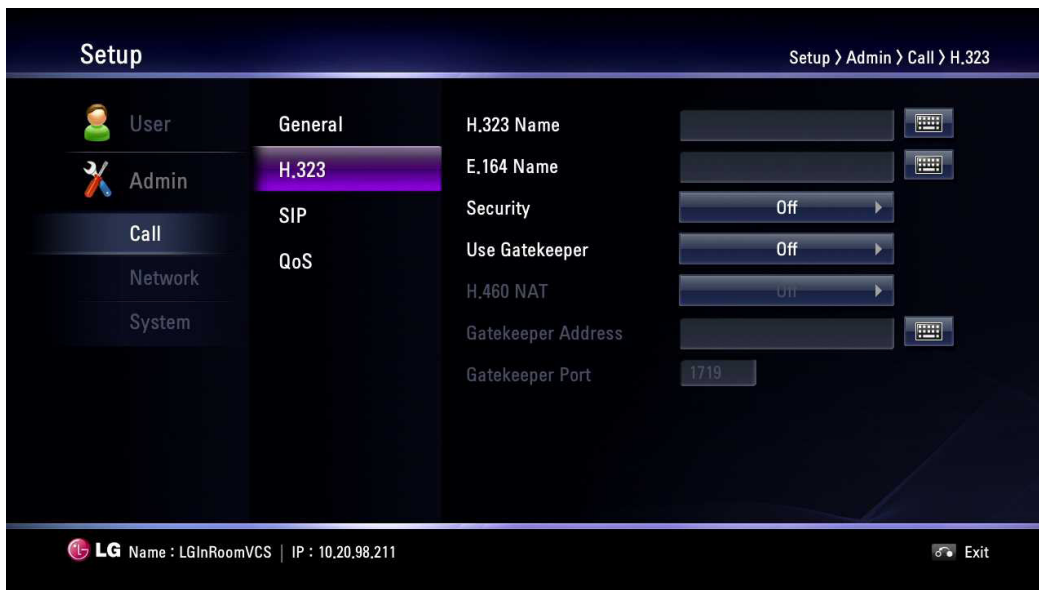 Setup
Setup > Admin > Call > H.323
User
Admin
Call
Network
System
General
H.323
SIP
QoS
H.323 Name
E.164 Name
Security Off
Use Gatekeeper Off
H.460 NAT Off
Gatekeeper Address
Gatekeeper Port 1719
LG Name : LGInRoomVCS | IP : 10.20.98.211
Exit